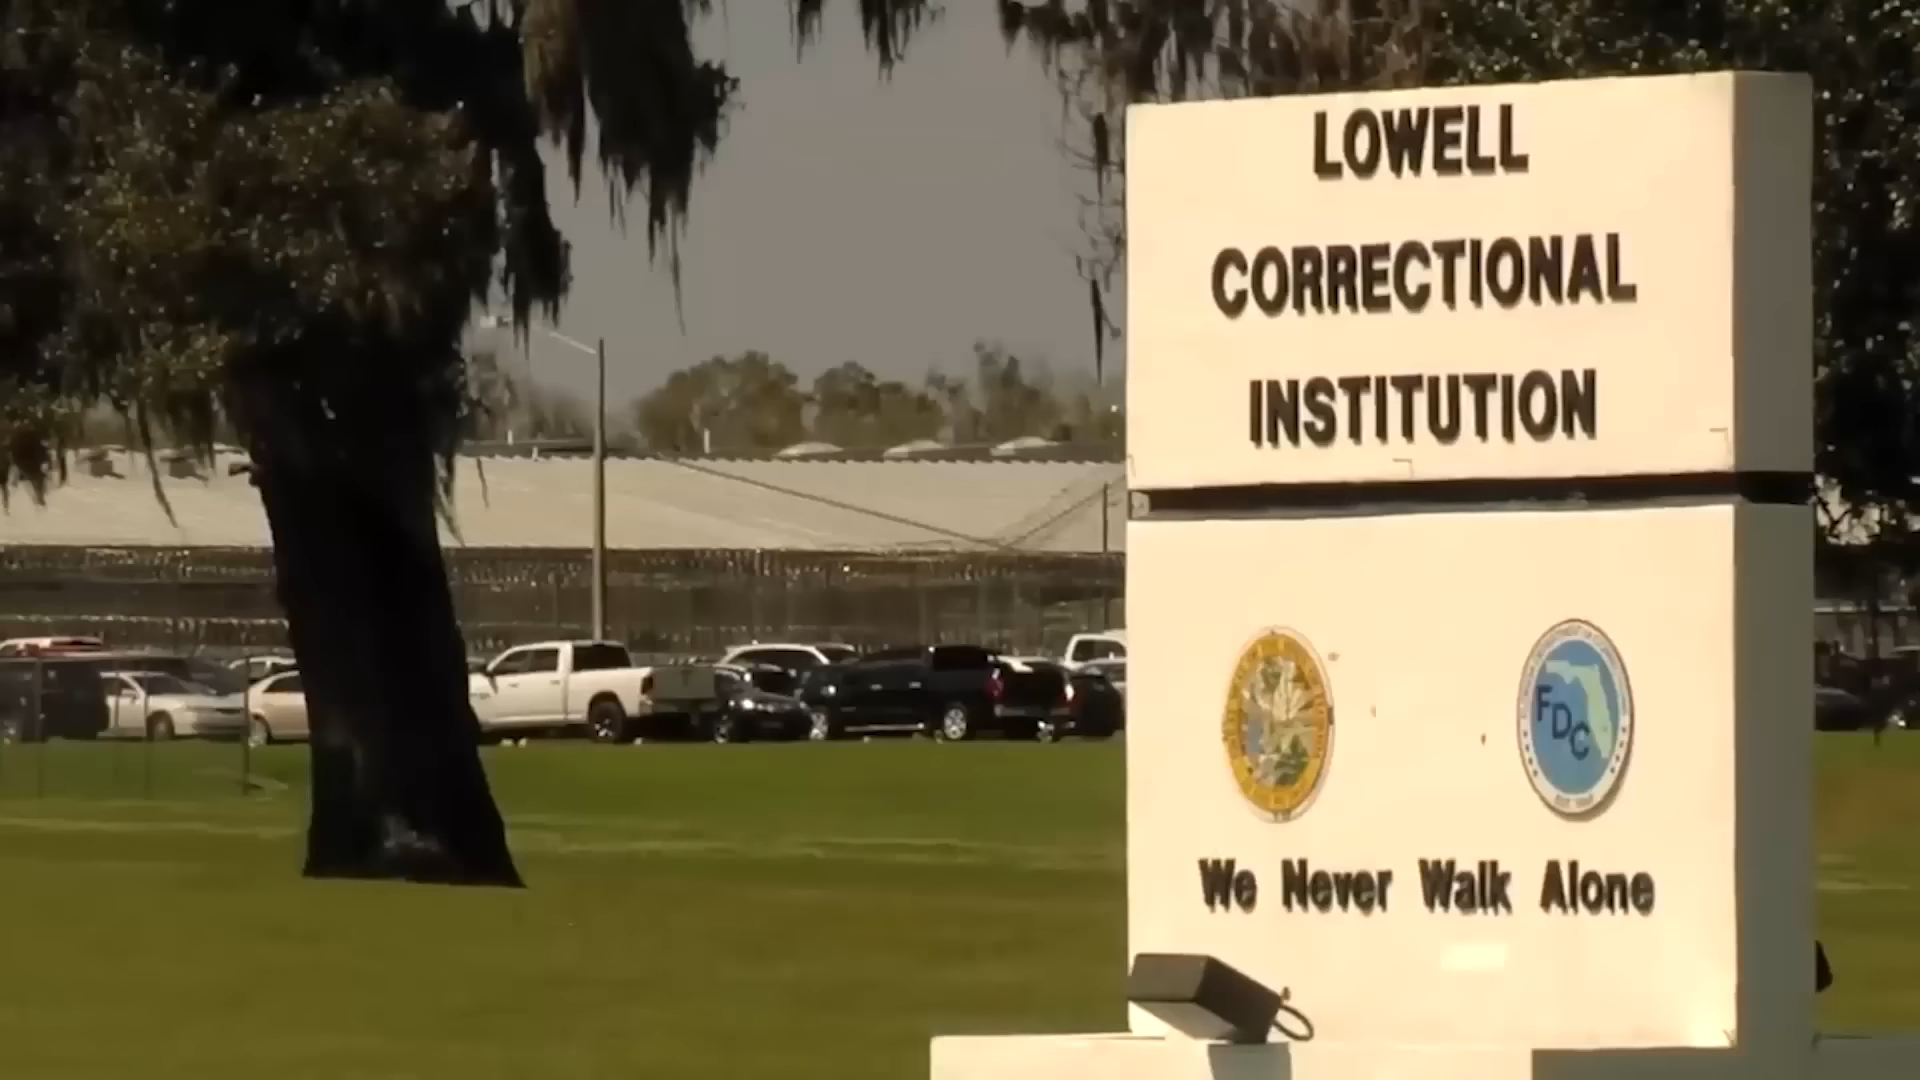 LOWELL
CORRECTIONAL
INSTITUTION
FDC
We Never Walk Alone